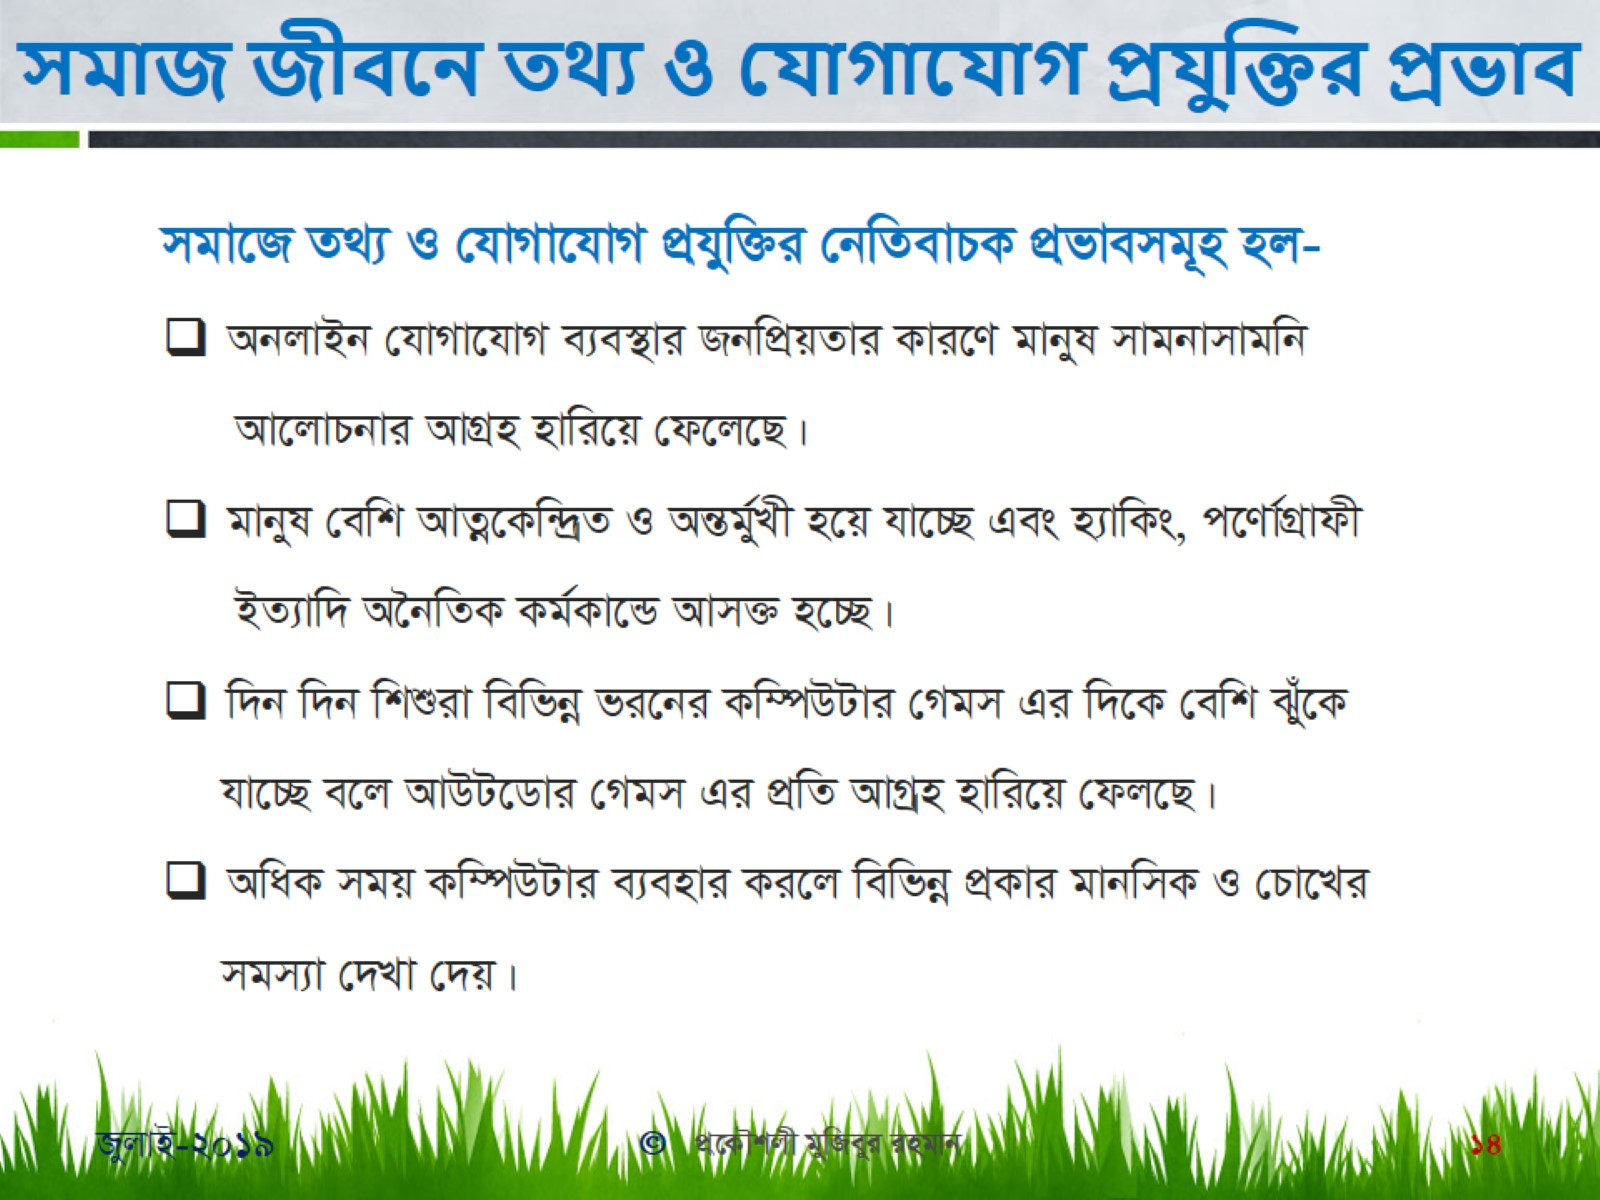 সমাজ জীবনে তথ্য ও যোগাযোগ প্রযুক্তির প্রভাব
সমাজে তথ্য ও যোগাযোগ প্রযুক্তির নেতিবাচক প্রভাবসমূহ হল-
❑ অনলাইন যোগাযোগ ব্যবস্থার জনপ্রিয়তার কারণে মানুষ সামনাসামনি
আলোচনার আগ্রহ হারিয়ে ফেলেছে।
❑ মানুষ বেশি আত্নকেন্দ্রিত ও অন্তর্মুখী হয়ে যাচ্ছে এবং হ্যাকিং, পর্ণোগ্রাফী
ইত্যাদি অনৈতিক কর্মকান্ডে আসক্ত হচ্ছে।
❑ দিন দিন শিশুরা বিভিন্ন ভরনের কম্পিউটার গেমস এর দিকে বেশি ঝুঁকে
যাচ্ছে বলে আউটডোর গেমস এর প্রতি আগ্রহ হারিয়ে ফেলছে।
❑ অধিক সময় কম্পিউটার ব্যবহার করলে বিভিন্ন প্রকার মানসিক ও চোখের
সমস্যা দেখা দেয়।
জুলাই-২০১৯ © প্রকৌশলী মুজিবুর রহমান ১৪